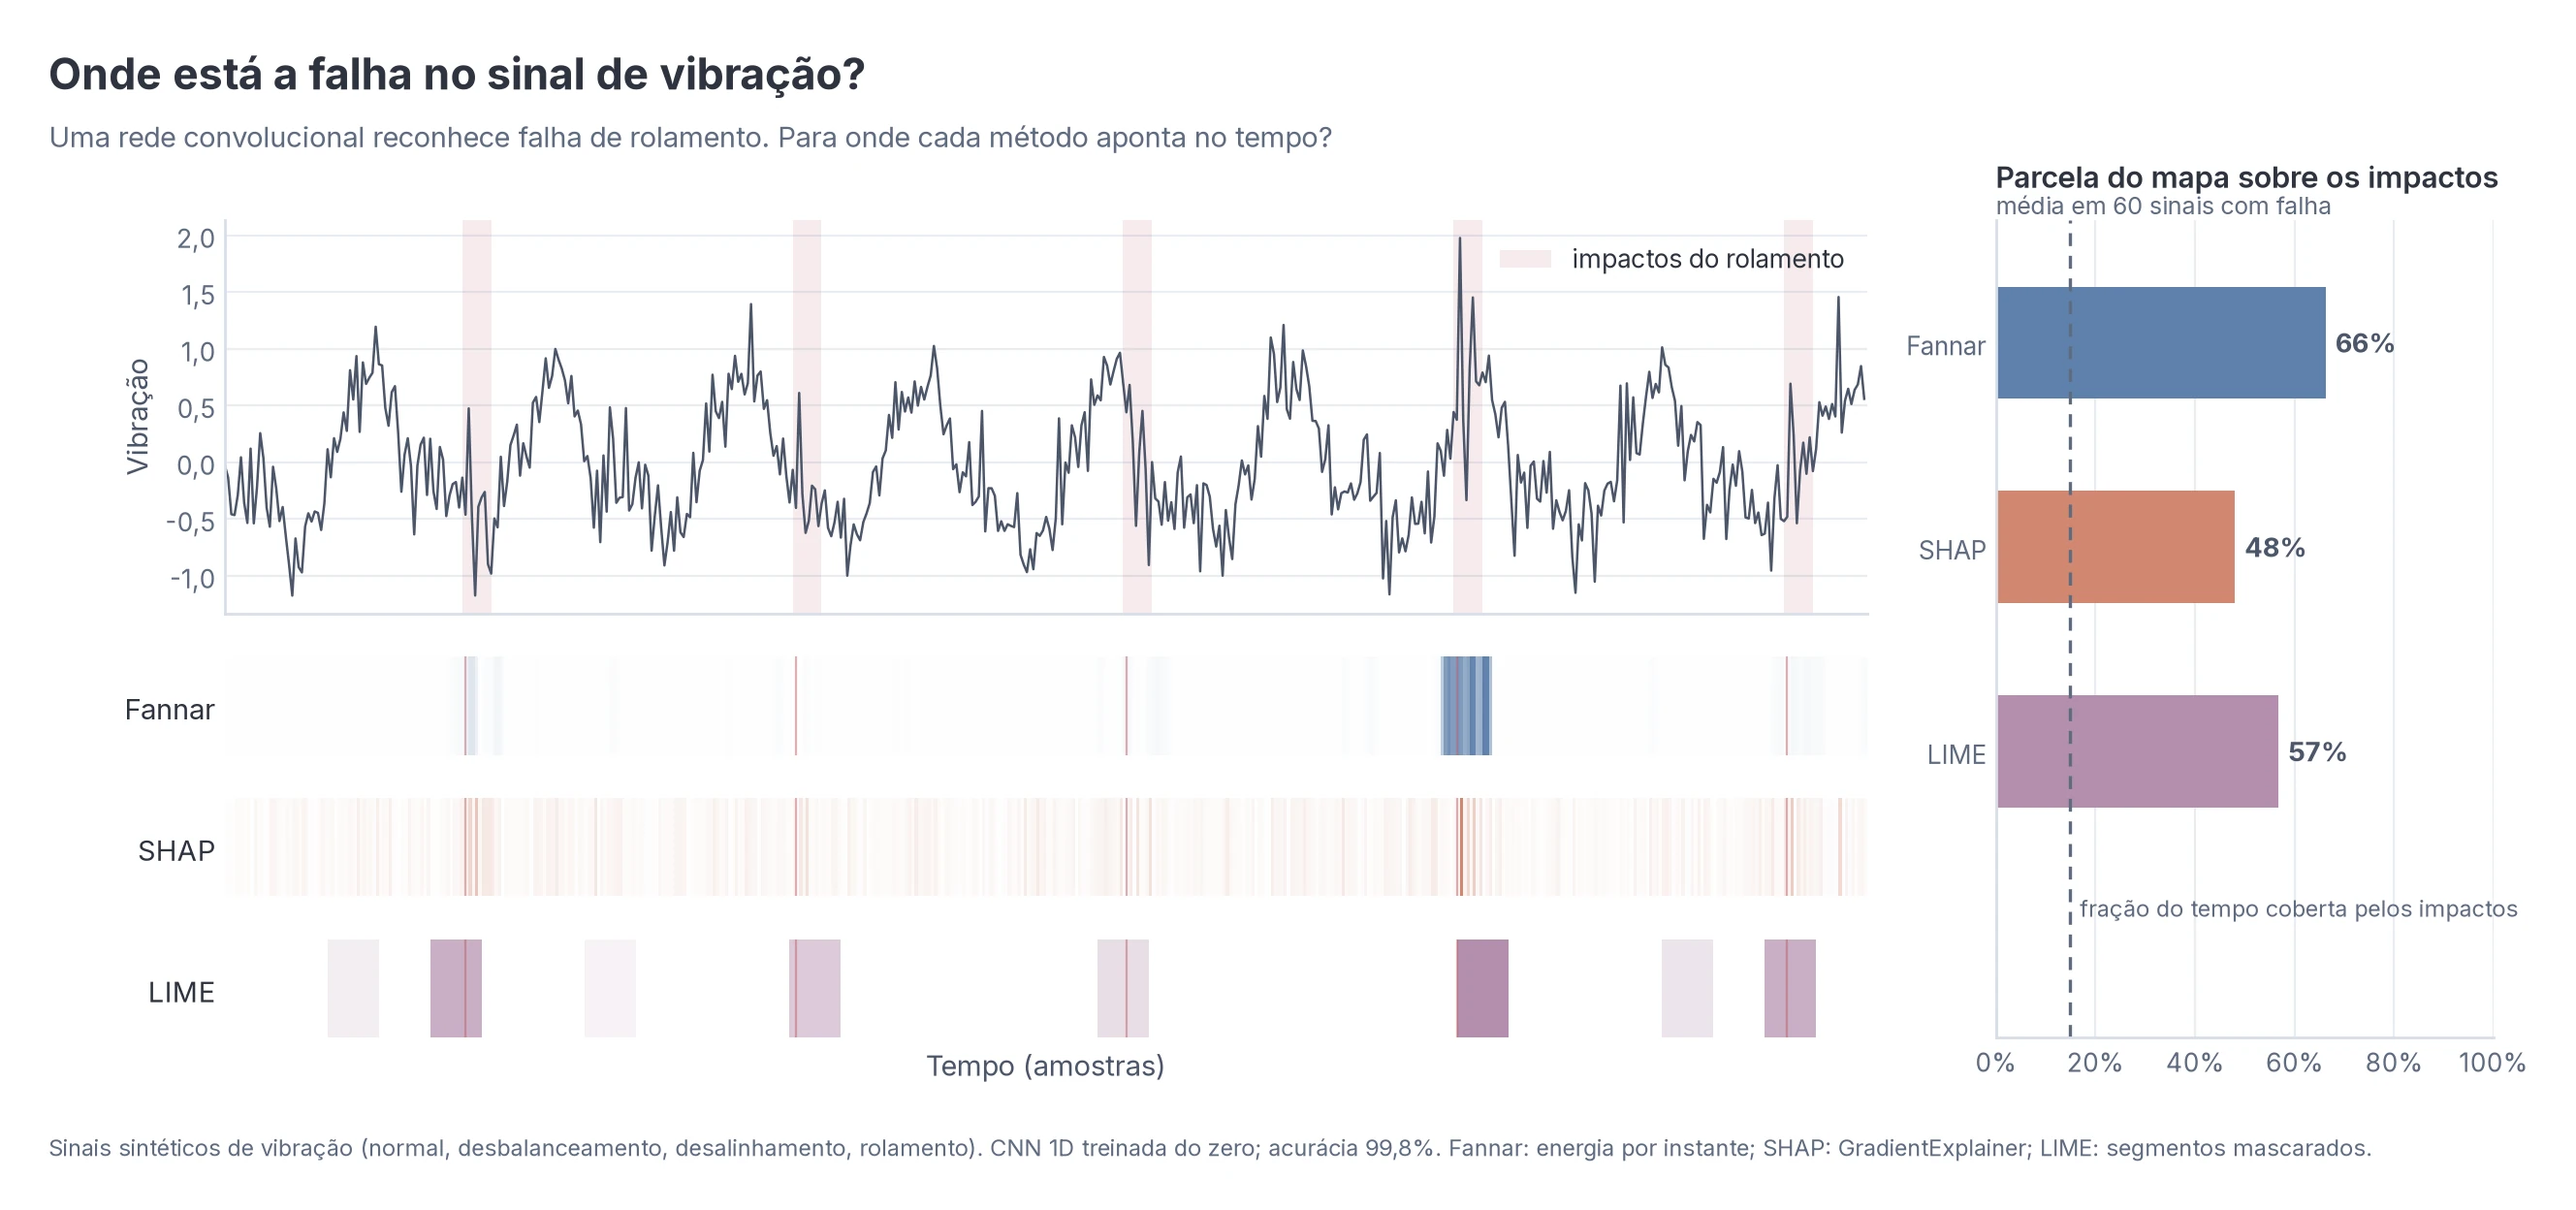 Onde está a falha no sinal de vibração?
Uma rede convolucional reconhece falha de rolamento. Para onde cada método aponta no tempo?
Vibração
2,0
1,5
1,0
0,5
0,0
-0,5
-1,0
impactos do rolamento
Fannar
SHAP
LIME
Tempo (amostras)
Parcela do mapa sobre os impactos
média em 60 sinais com falha
Fannar
66%
SHAP
48%
LIME
57%
fração do tempo coberta pelos impactos
0%
20%
40%
60%
80%
100%
Sinais sintéticos de vibração (normal, desbalanceamento, desalinhamento, rolamento). CNN 1D treinada do zero; acurácia 99,8%. Fannar: energia por instante; SHAP: GradientExplainer; LIME: segmentos mascarados.